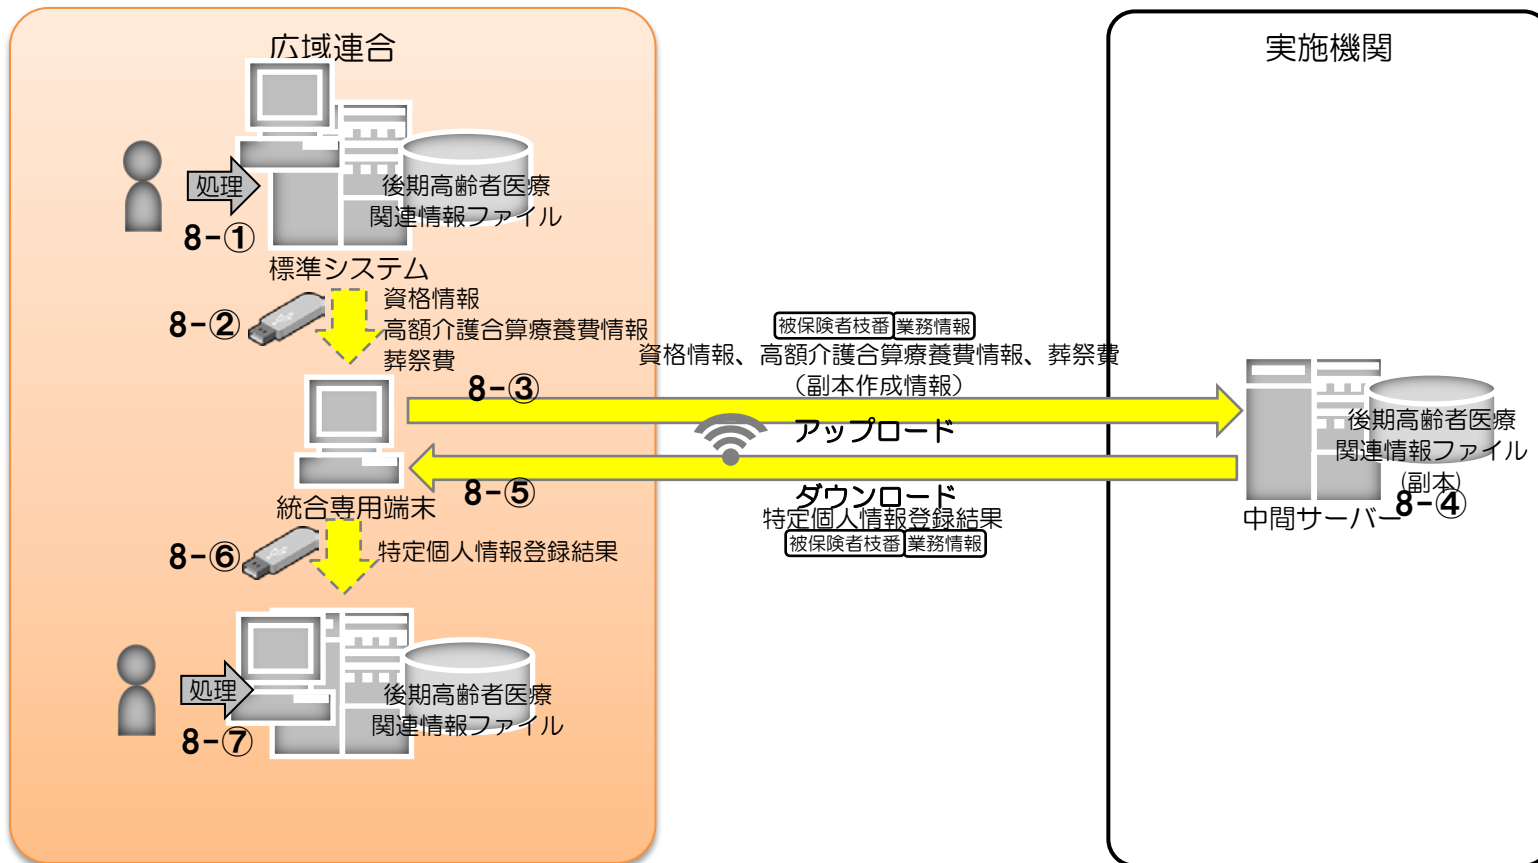 広域連合
処理
8-①
後期高齢者医療
関連情報ファイル
標準システム
8-②
資格情報
高額介護合算療養費情報
葬祭費
8-③
被保険者枝番 業務情報
資格情報、高額介護合算療養費情報、葬祭費
（副本作成情報）
アップロード
実施機関
後期高齢者医療
関連情報ファイル
(副本)
8-④
中間サーバー
ダウンロード
特定個人情報登録結果
被保険者枝番 業務情報
8-⑤
統合専用端末
8-⑥
特定個人情報登録結果
処理
8-⑦
後期高齢者医療
関連情報ファイル